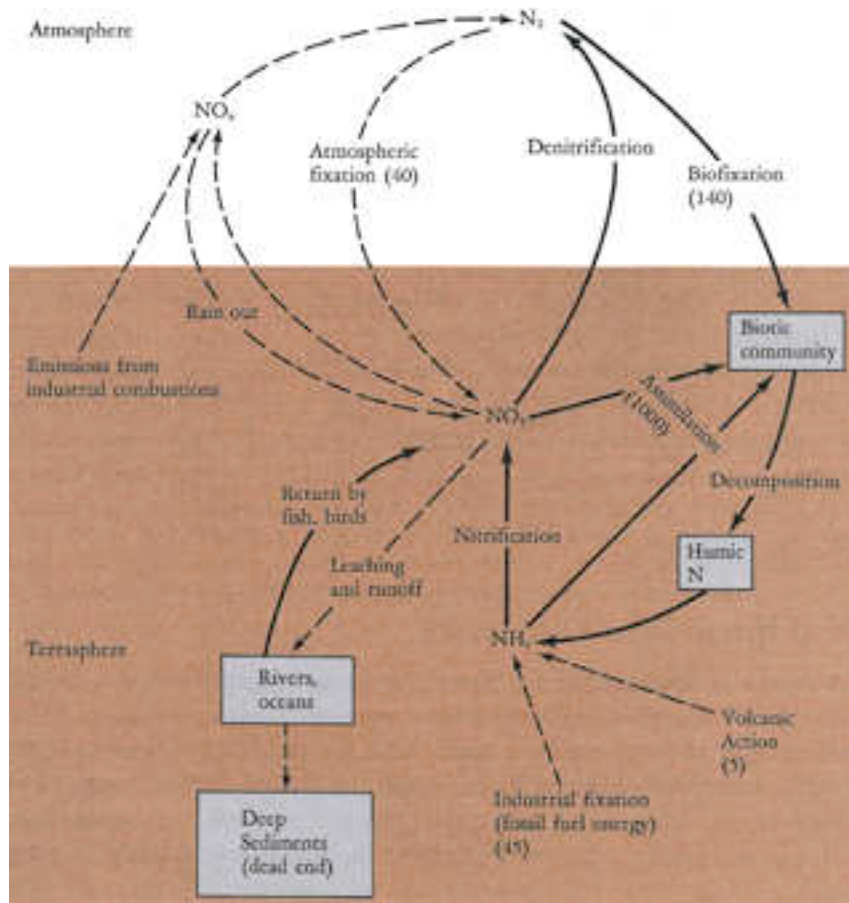 Atmosphere
N₂
NOₓ
Atmospheric
fixation (40)
Denitrification
Biofixation
(140)
Rain out
Biotic
community
Emissions from
industrial combustions
Assimilation
(1000)
NO₃
Return by
fish, birds
Decomposition
Nitrification
Humic
N
Leaching
and runoff
Terrasphere
NH₃
Rivers,
oceans
Volcanic
Action
(5)
Deep
Sediments
(dead end)
Industrial fixation
(fossil fuel energy)
(45)